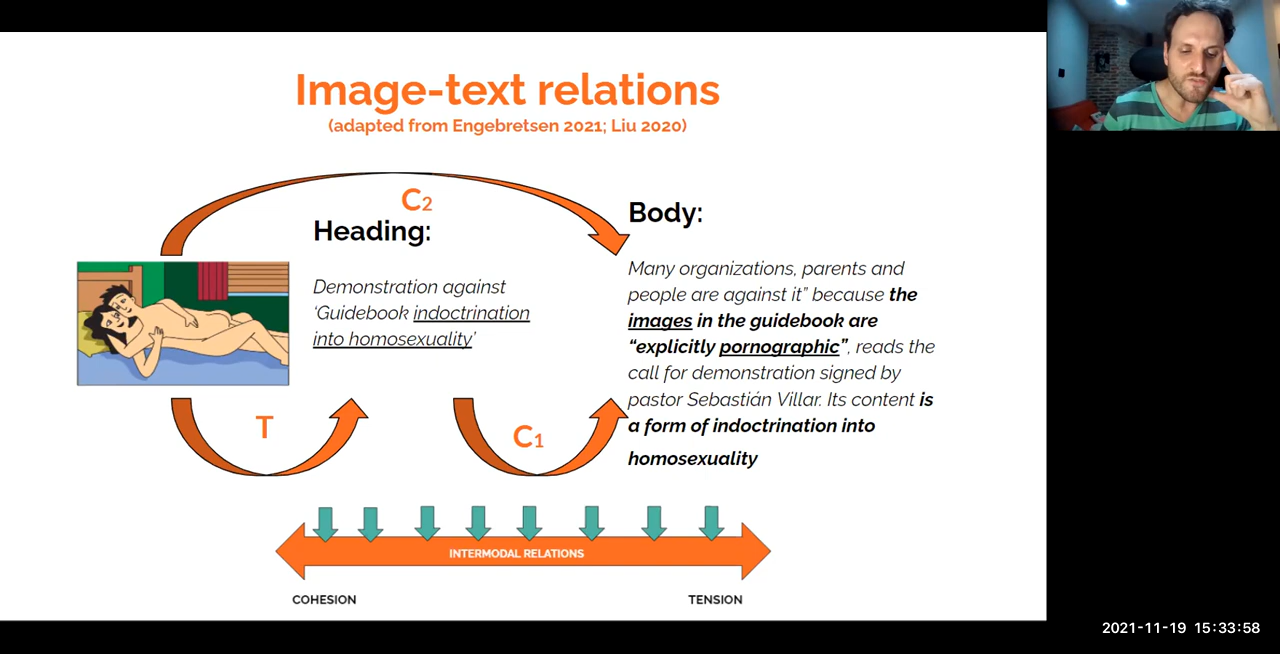 Image-text relations
(adapted from Engebretsen 2021; Liu 2020)
C2
Heading:
Demonstration against
‘Guidebook indoctrination
into homosexuality’
Body:
Many organizations, parents and
people are against it” because the
images in the guidebook are
“explicitly pornographic”, reads the
call for demonstration signed by
pastor Sebastián Villar. Its content is
a form of indoctrination into
homosexuality
T
C1
INTERMODAL RELATIONS
COHESION
TENSION
2021-11-19 15:33:58